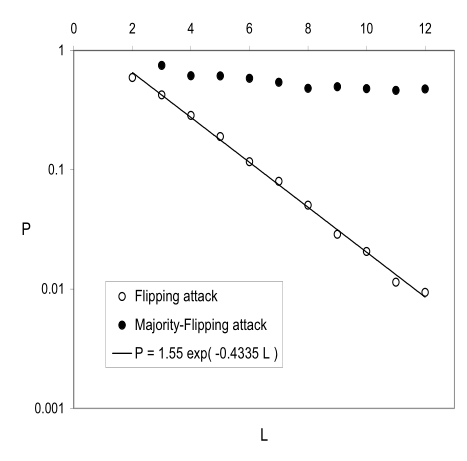 0 2 4 6 8 10 12
1
0.1
P
0.01
Flipping attack
Majority-Flipping attack
P = 1.55 exp( -0.4335 L )
0.001
L